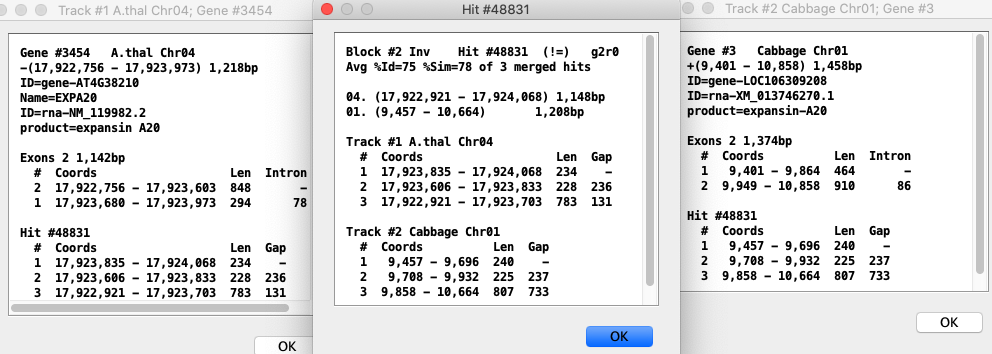 Track #1 A.thal Chr04; Gene #3454
Gene #3454   A.thal Chr04
-(17,922,756 - 17,923,973) 1,218bp
ID=gene-AT4G38210
Name=EXPA20
ID=rna-NM_119982.2
product=expansin A20
Exons 2 1,142bp
#  Coords  Len  Intron
2  17,922,756 - 17,923,603  848  -
1  17,923,680 - 17,923,973  294  78
Hit #48831
#  Coords  Len  Gap
1  17,923,835 - 17,924,068  234  -
2  17,923,606 - 17,923,833  228  236
3  17,922,921 - 17,923,703  783  131
OK
Hit #48831
Block #2 Inv   Hit #48831  (!=)   g2r0
Avg %Id=75 %Sim=78 of 3 merged hits
04. (17,922,921 - 17,924,068) 1,148bp
01. (9,457 - 10,664)   1,208bp
Track #1 A.thal Chr04
#  Coords  Len  Gap
1  17,923,835 - 17,924,068  234  -
2  17,923,606 - 17,923,833  228  236
3  17,922,921 - 17,923,703  783  131
Track #2 Cabbage Chr01
#  Coords  Len  Gap
1  9,457 - 9,696  240  -
2  9,708 - 9,932  225  237
3  9,858 - 10,664  807  733
OK
Track #2 Cabbage Chr01; Gene #3
Gene #3   Cabbage Chr01
+(9,401 - 10,858) 1,458bp
ID=gene-LOC106309208
ID=rna-XM_013746270.1
product=expansin-A20
Exons 2 1,374bp
#  Coords  Len  Intron
1  9,401 - 9,864  464  -
2  9,949 - 10,858  910  86
Hit #48831
#  Coords  Len  Gap
1  9,457 - 9,696  240  -
2  9,708 - 9,932  225  237
3  9,858 - 10,664  807  733
OK